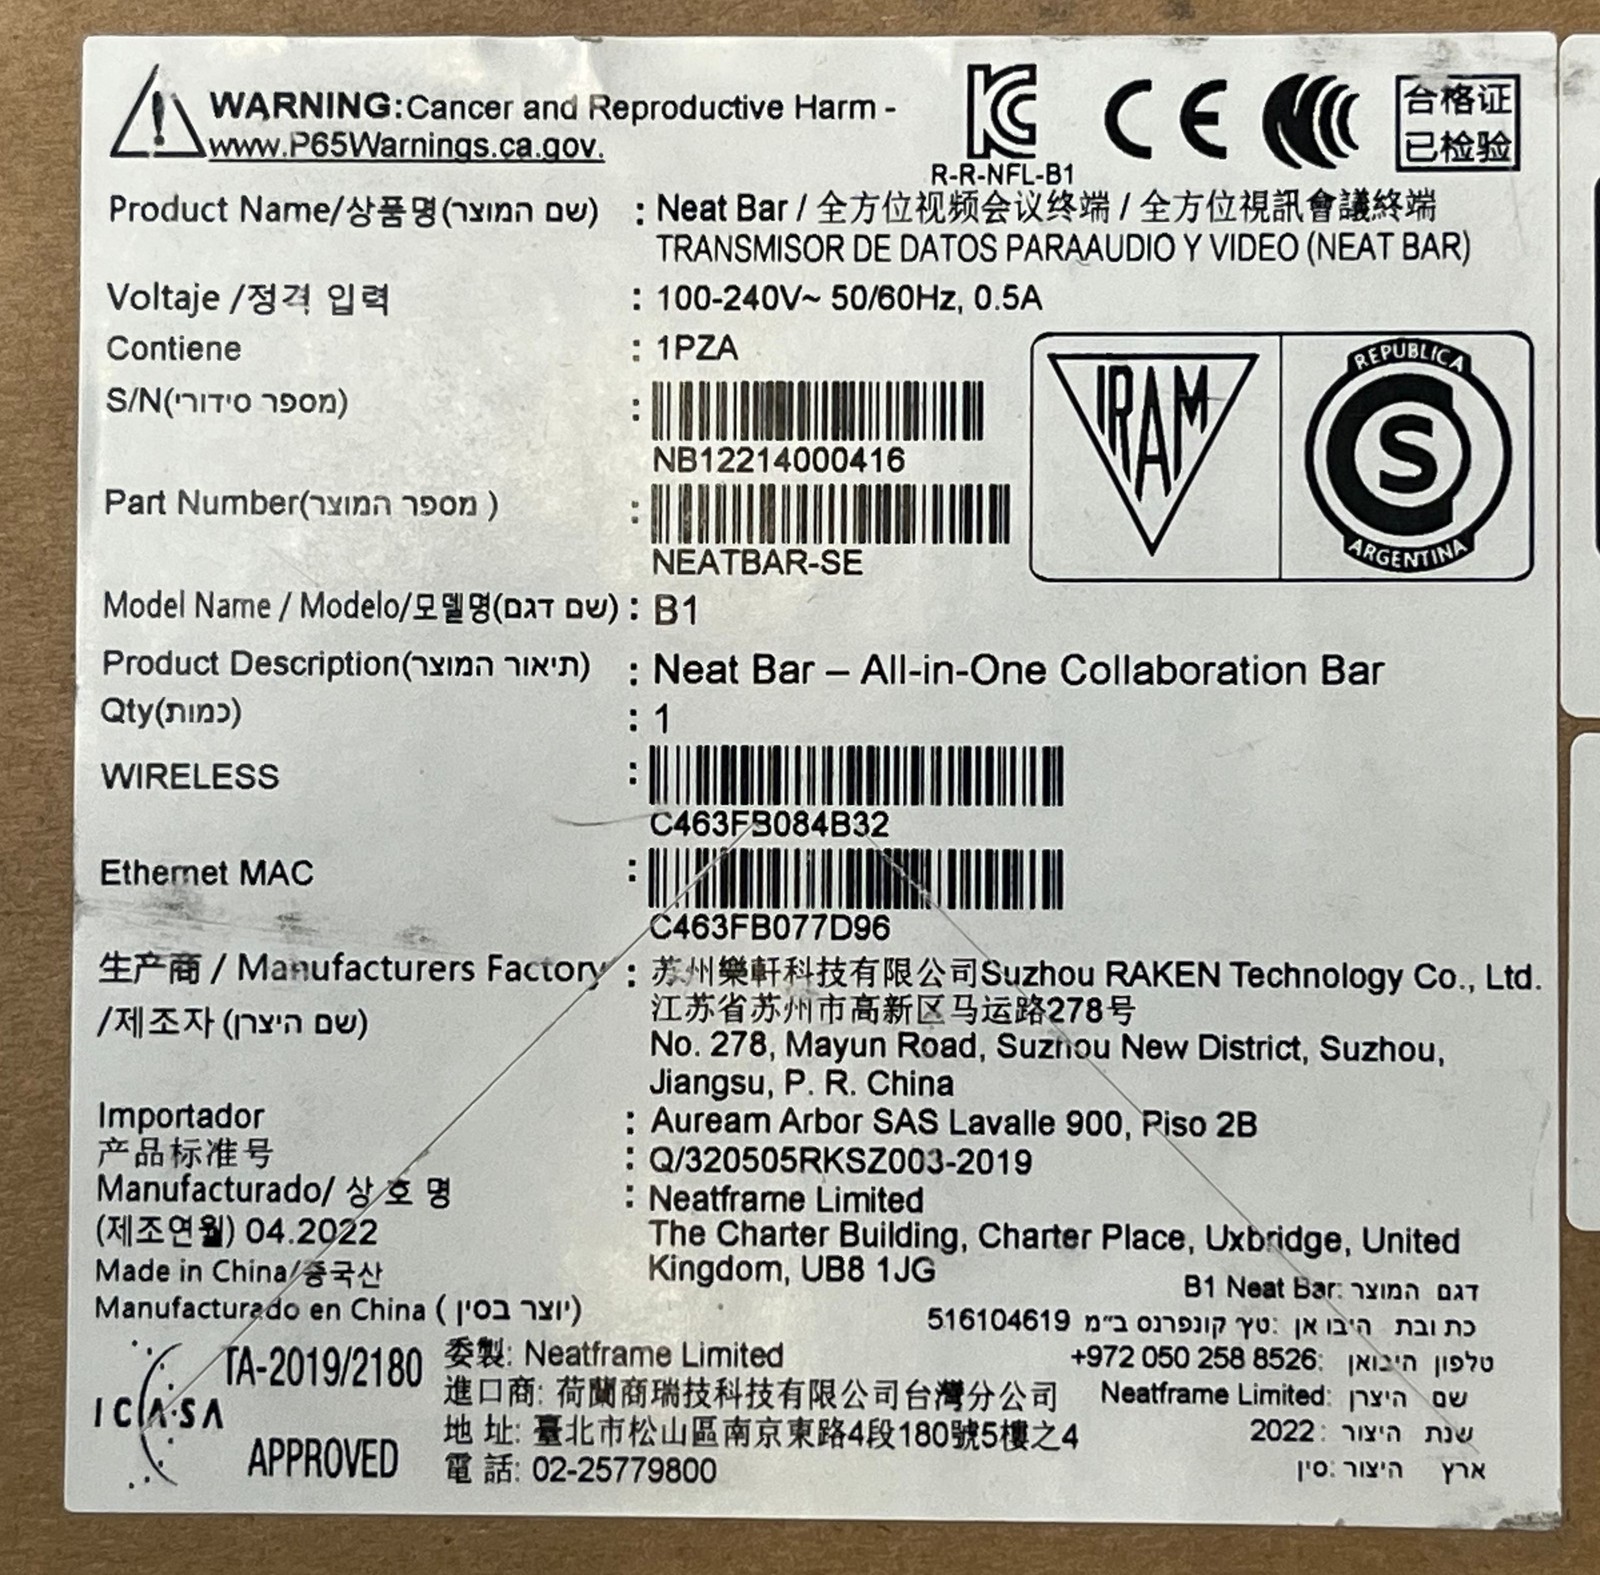 WARNING:Cancer and Reproductive Harm -
www.P65Warnings.ca.gov.
R-R-NFL-B1
CE
合格证
已检验
Product Name/상품명(שם המוצר) : Neat Bar / 全方位视频会议终端 / 全方位視訊會議終端
TRANSMISOR DE DATOS PARAAUDIO Y VIDEO (NEAT BAR)
Voltaje /정격 입력 : 100-240V~ 50/60Hz, 0.5A
Contiene : 1PZA
S/N(מספר סידורי) :
NB12214000416
Part Number(מספר המוצר ) :
NEATBAR-SE
IRAM
REPUBLICA
S
ARGENTINA
Model Name / Modelo/모델명(שם דגם) : B1
Product Description(תיאור המוצר) : Neat Bar – All-in-One Collaboration Bar
Qty(כמות) : 1
WIRELESS :
C463FB084B32
Ethernet MAC :
C463FB077D96
生产商 / Manufacturers Factory : 苏州樂軒科技有限公司Suzhou RAKEN Technology Co., Ltd.
/제조자 (שם היצרן)
江苏省苏州市高新区马运路278号
No. 278, Mayun Road, Suzhou New District, Suzhou,
Jiangsu, P. R. China
Importador : Auream Arbor SAS Lavalle 900, Piso 2B
产品标准号 : Q/320505RKSZ003-2019
Manufacturado/ 상 호 명 : Neatframe Limited
(제조연월) 04.2022
The Charter Building, Charter Place, Uxbridge, United
Kingdom, UB8 1JG
Made in China/중국산
Manufacturado en China ( יוצר בסין)
דגם המוצר: B1 Neat Bar
כתובת היבואן: טץ קונפרנס ב״מ 516104619
טלפון היבואן: +972 050 258 8526
שם היצרן: Neatframe Limited
שנת היצור: 2022
ארץ היצור: סין
ICASA
TA-2019/2180
APPROVED
委製: Neatframe Limited
進口商: 荷蘭商瑞技科技有限公司台灣分公司
地 址: 臺北市松山區南京東路4段180號5樓之4
電 話: 02-25779800